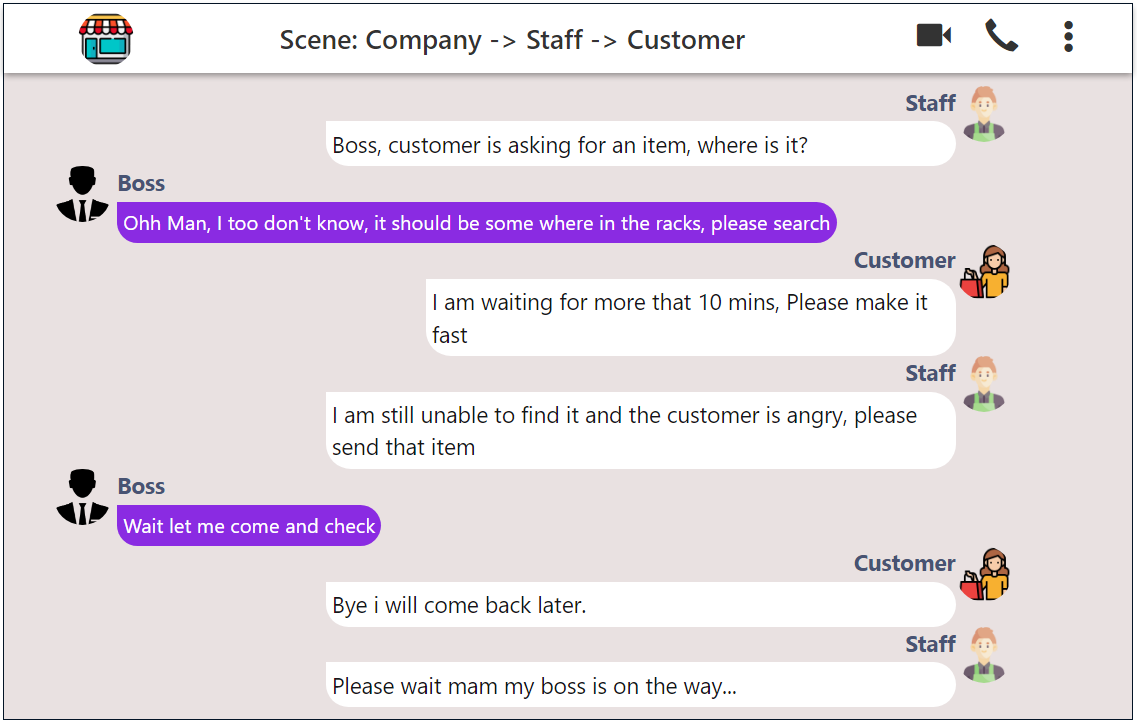 Scene: Company -> Staff -> Customer
Staff
Boss, customer is asking for an item, where is it?
Boss
Ohh Man, I too don't know, it should be some where in the racks, please search
Customer
I am waiting for more that 10 mins, Please make it
fast
Staff
I am still unable to find it and the customer is angry, please
send that item
Boss
Wait let me come and check
Customer
Bye i will come back later.
Staff
Please wait mam my boss is on the way...